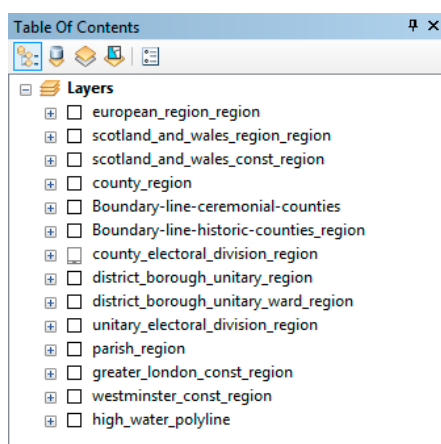 Table Of Contents
Layers
european_region_region
scotland_and_wales_region_region
scotland_and_wales_const_region
county_region
Boundary-line-ceremonial-counties
Boundary-line-historic-counties_region
county_electoral_division_region
district_borough_unitary_region
district_borough_unitary_ward_region
unitary_electoral_division_region
parish_region
greater_london_const_region
westminster_const_region
high_water_polyline